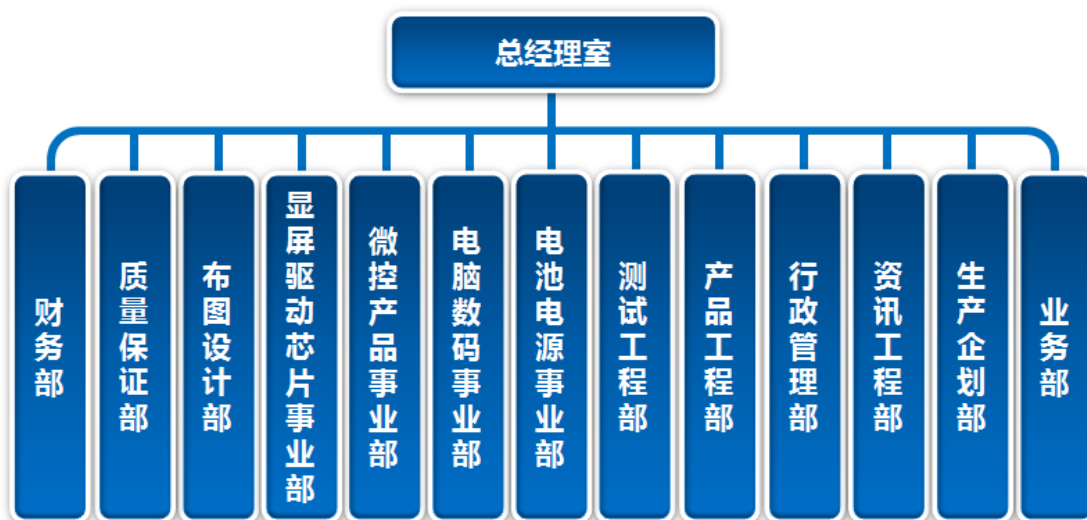 总经理室
财务部
质量保证部
布图设计部
显屏驱动芯片事业部
微控产品事业部
电脑数码事业部
电池电源事业部
测试工程部
产品工程部
行政管理部
资讯工程部
生产企划部
业务部